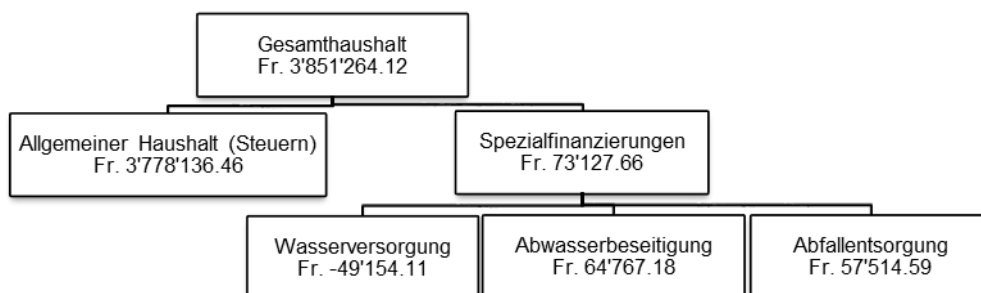 Gesamthaushalt
Fr. 3'851'264.12
Allgemeiner Haushalt (Steuern)
Fr. 3'778'136.46
Spezialfinanzierungen
Fr. 73'127.66
Wasserversorgung
Fr. -49'154.11
Abwasserbeseitigung
Fr. 64'767.18
Abfallentsorgung
Fr. 57'514.59